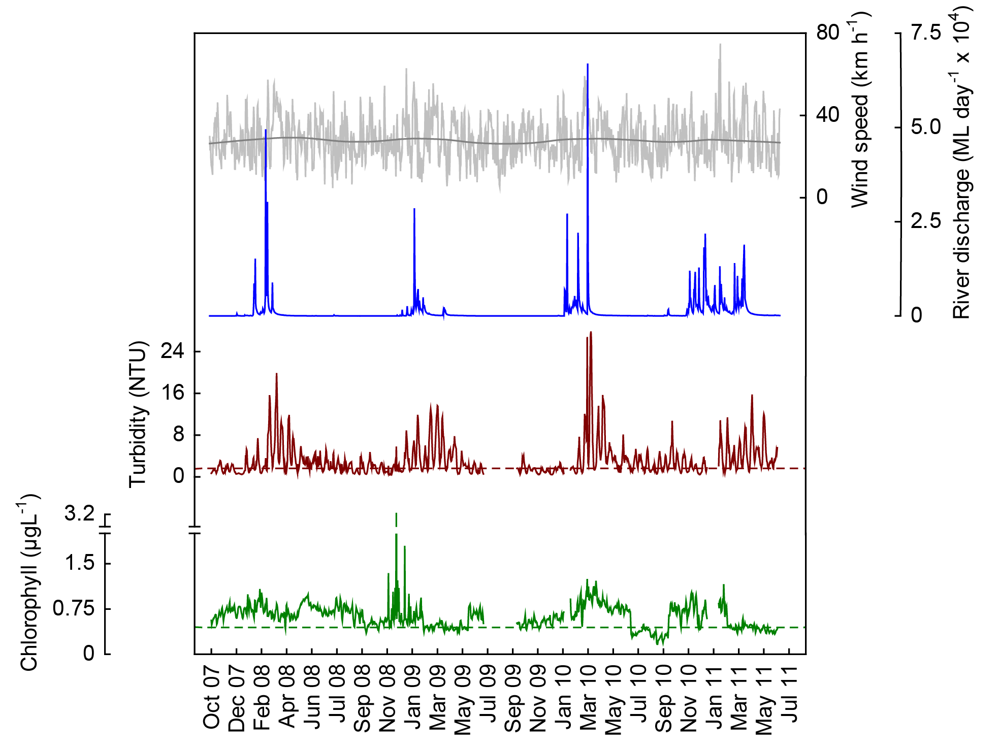 80
40
0
Wind speed (km h⁻¹)
7.5
5.0
2.5
0
River discharge (ML day⁻¹ x 10⁴)
Turbidity (NTU)
24
16
8
0
Chlorophyll (µgL⁻¹)
3.2
1.5
0.75
0
Oct 07
Dec 07
Feb 08
Apr 08
Jun 08
Jul 08
Sep 08
Nov 08
Jan 09
Mar 09
May 09
Jul 09
Sep 09
Nov 09
Jan 10
Mar 10
May 10
Jul 10
Sep 10
Nov 10
Jan 11
Mar 11
May 11
Jul 11